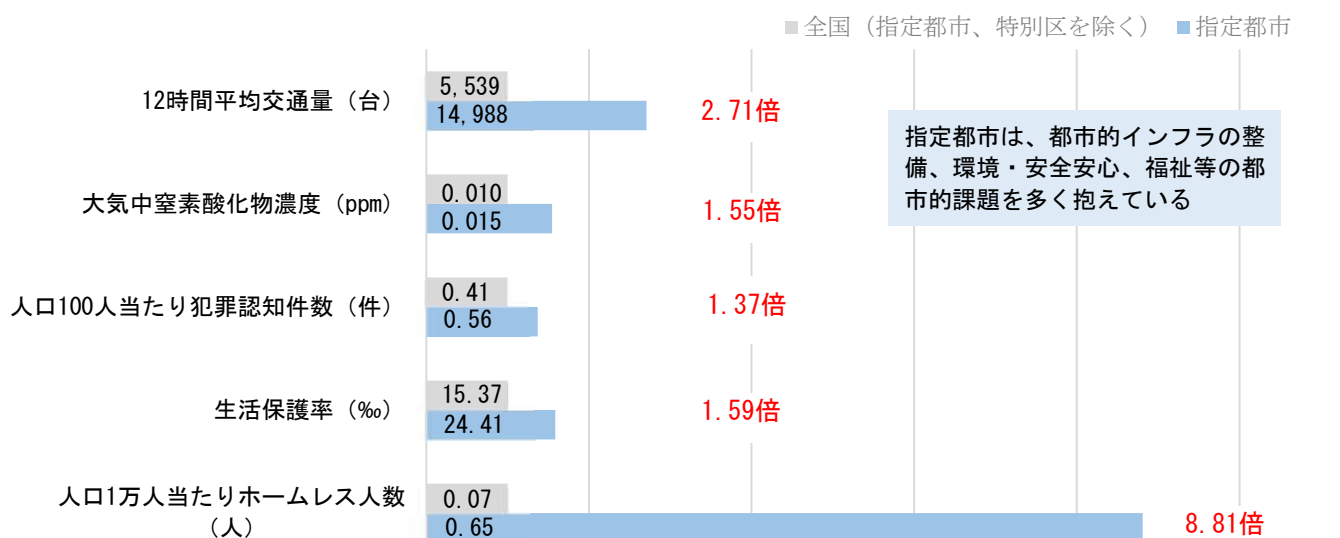 全国（指定都市、特別区を除く） 指定都市
12時間平均交通量（台）
5,539
14,988
2.71倍
指定都市は、都市的インフラの整
備、環境・安全安心、福祉等の都
市的課題を多く抱えている
大気中窒素酸化物濃度（ppm）
0.010
0.015
1.55倍
人口100人当たり犯罪認知件数（件）
0.41
0.56
1.37倍
生活保護率（‰）
15.37
24.41
1.59倍
人口1万人当たりホームレス人数
（人）
0.07
0.65
8.81倍